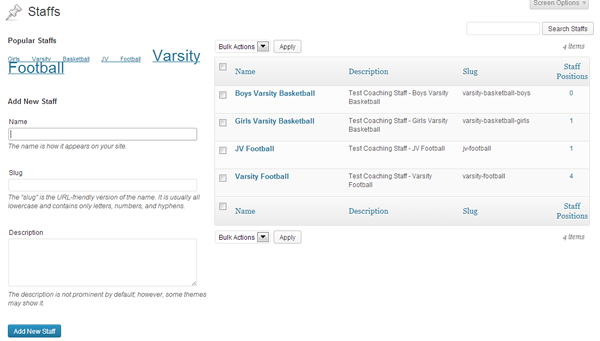 Screen Options
Staffs
Search Staffs
Popular Staffs
Girls Varsity Basketball JV Football Varsity
Football
Add New Staff
Name
The name is how it appears on your site.
Slug
The "slug" is the URL-friendly version of the name. It is usually all
lowercase and contains only letters, numbers, and hyphens.
Description
The description is not prominent by default; however, some themes
may show it.
Add New Staff
Bulk Actions Apply 4 items
Name Description Slug Staff
Positions
Boys Varsity Basketball Test Coaching Staff - Boys Varsity varsity-basketball-boys 0
Basketball
Girls Varsity Basketball Test Coaching Staff - Girls Varsity varsity-basketball-girls 1
Basketball
JV Football Test Coaching Staff - JV Football jv-football 1
Varsity Football Test Coaching Staff - Varsity varsity-football 4
Football
Name Description Slug Staff
Positions
Bulk Actions Apply 4 items